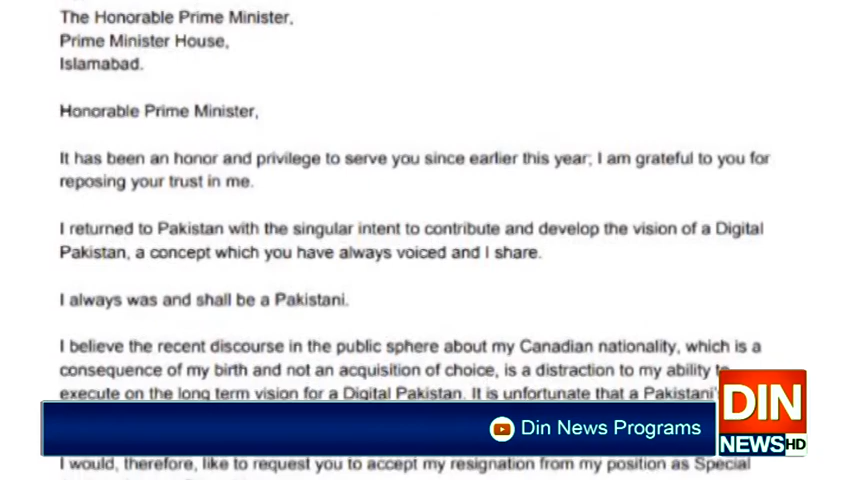 The Honorable Prime Minister,
Prime Minister House,
Islamabad.
Honorable Prime Minister,
It has been an honor and privilege to serve you since earlier this year; I am grateful to you for
reposing your trust in me.
I returned to Pakistan with the singular intent to contribute and develop the vision of a Digital
Pakistan, a concept which you have always voiced and I share.
I always was and shall be a Pakistani.
I believe the recent discourse in the public sphere about my Canadian nationality, which is a
consequence of my birth and not an acquisition of choice, is a distraction to my ability to
execute on the long term vision for a Digital Pakistan. It is unfortunate that a Pakistani's
Din News Programs
DIN
NEWS HD
I would, therefore, like to request you to accept my resignation from my position as Special